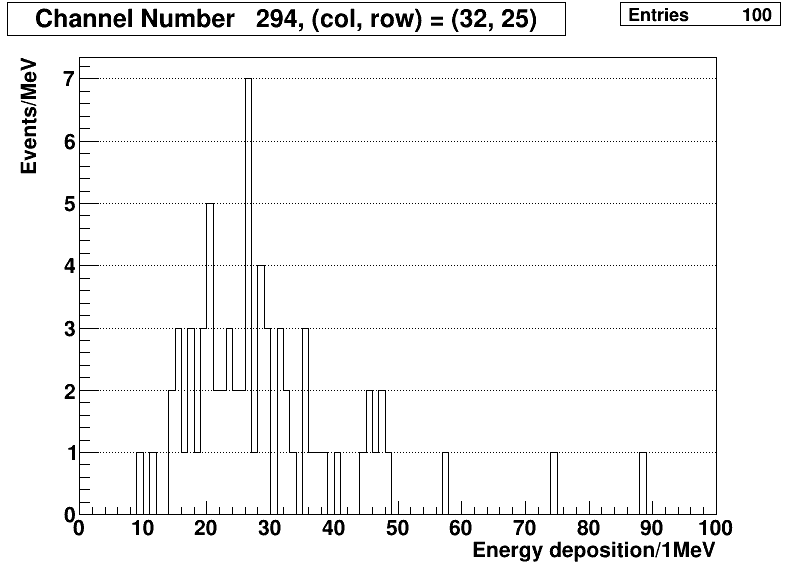 Channel Number 294, (col, row) = (32, 25)
Entries 100
Events/MeV
7
6
5
4
3
2
1
0
0 10 20 30 40 50 60 70 80 90 100
Energy deposition/1MeV